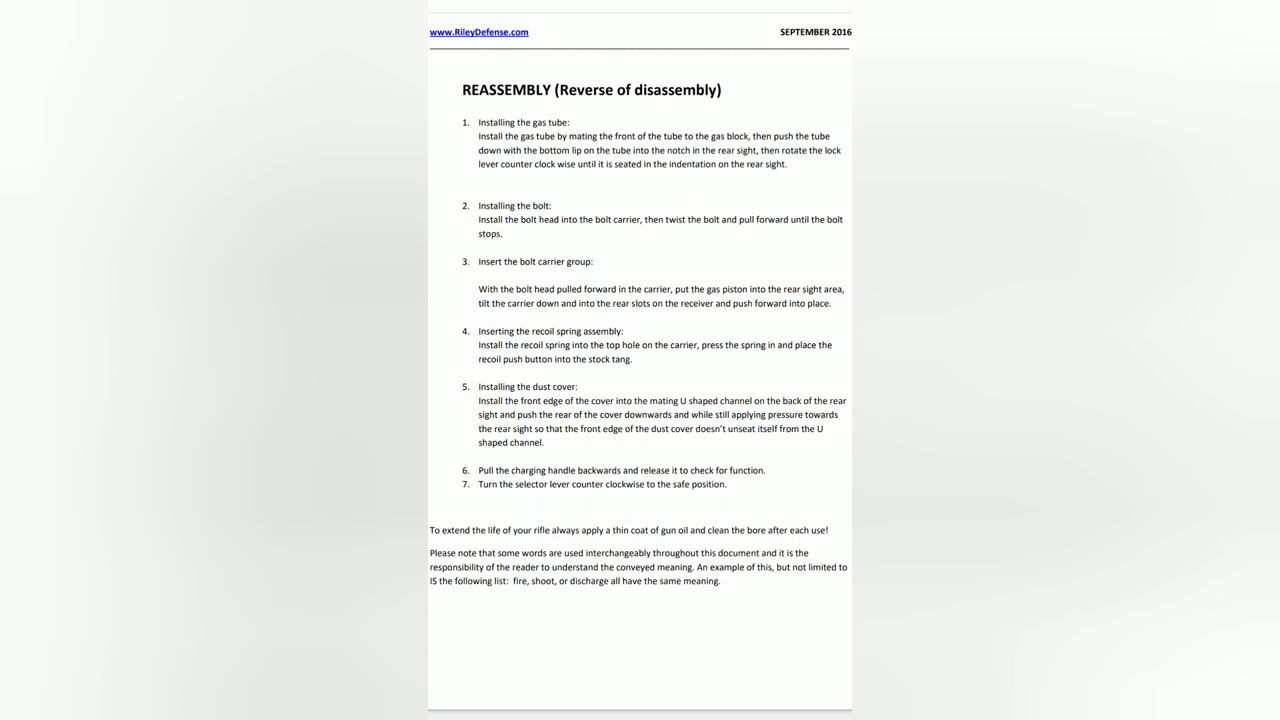 www.RileyDefense.com SEPTEMBER 2016
REASSEMBLY (Reverse of disassembly)
1. Installing the gas tube:
Install the gas tube by mating the front of the tube to the gas block, then push the tube
down with the bottom lip on the tube into the notch in the rear sight, then rotate the lock
lever counter clock wise until it is seated in the indentation on the rear sight.
2. Installing the bolt:
Install the bolt head into the bolt carrier, then twist the bolt and pull forward until the bolt
stops.
3. Insert the bolt carrier group:
With the bolt head pulled forward in the carrier, put the gas piston into the rear sight area,
tilt the carrier down and into the rear slots on the receiver and push forward into place.
4. Inserting the recoil spring assembly:
Install the recoil spring into the top hole on the carrier, press the spring in and place the
recoil push button into the stock tang.
5. Installing the dust cover:
Install the front edge of the cover into the mating U shaped channel on the back of the rear
sight and push the rear of the cover downwards and while still applying pressure towards
the rear sight so that the front edge of the dust cover doesn't unseat itself from the U
shaped channel.
6. Pull the charging handle backwards and release it to check for function.
7. Turn the selector lever counter clockwise to the safe position.
To extend the life of your rifle always apply a thin coat of gun oil and clean the bore after each use!
Please note that some words are used interchangeably throughout this document and it is the
responsibility of the reader to understand the conveyed meaning. An example of this, but not limited to
IS the following list: fire, shoot, or discharge all have the same meaning.